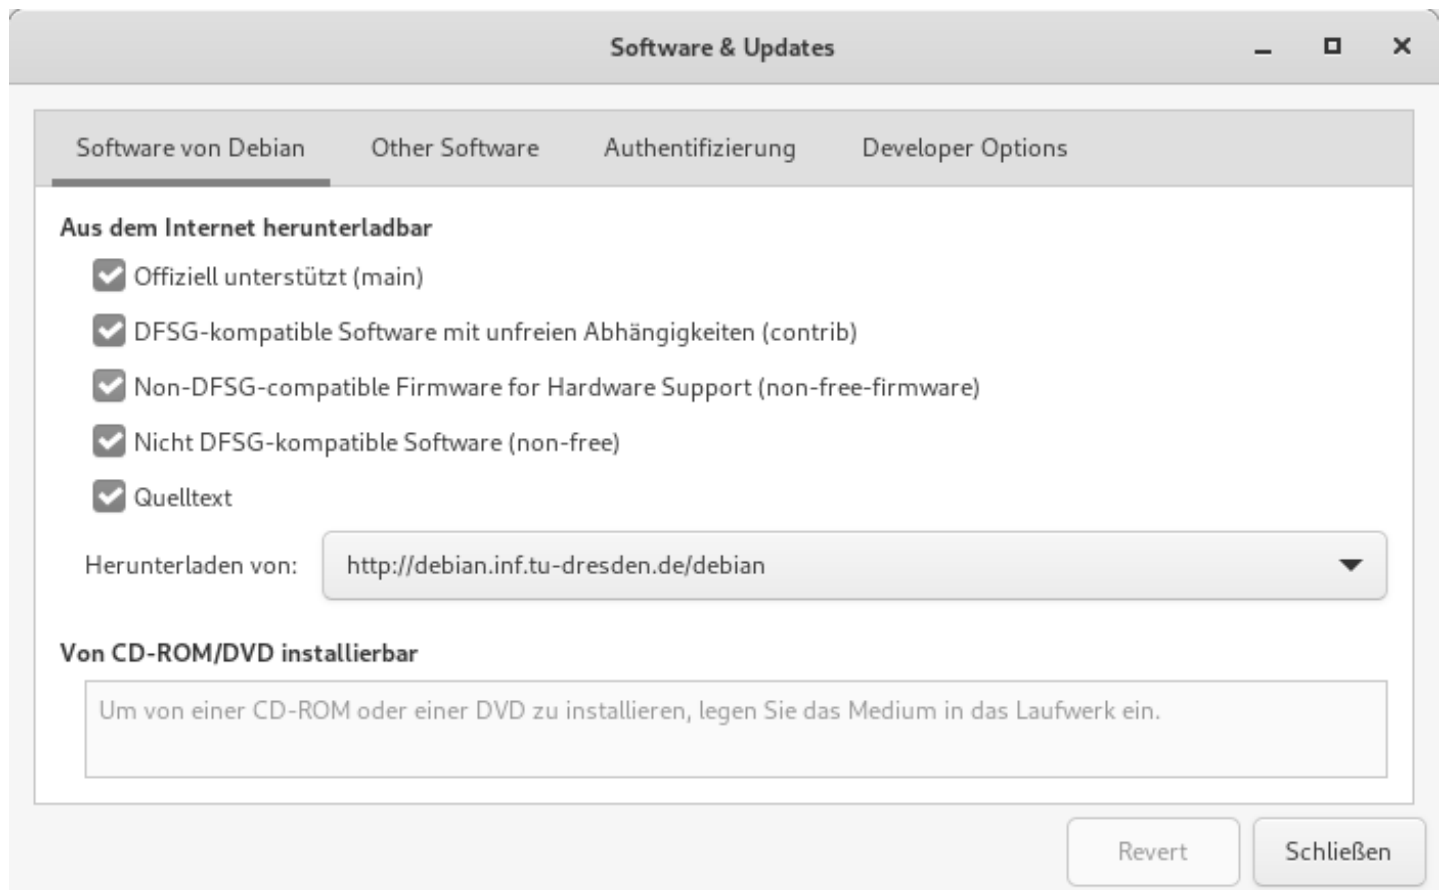 Software & Updates
Software von Debian Other Software Authentifizierung Developer Options
Aus dem Internet herunterladbar
Offiziell unterstützt (main)
DFSG-kompatible Software mit unfreien Abhängigkeiten (contrib)
Non-DFSG-compatible Firmware for Hardware Support (non-free-firmware)
Nicht DFSG-kompatible Software (non-free)
Quelltext
Herunterladen von: http://debian.inf.tu-dresden.de/debian
Von CD-ROM/DVD installierbar
Um von einer CD-ROM oder einer DVD zu installieren, legen Sie das Medium in das Laufwerk ein.
Revert Schließen